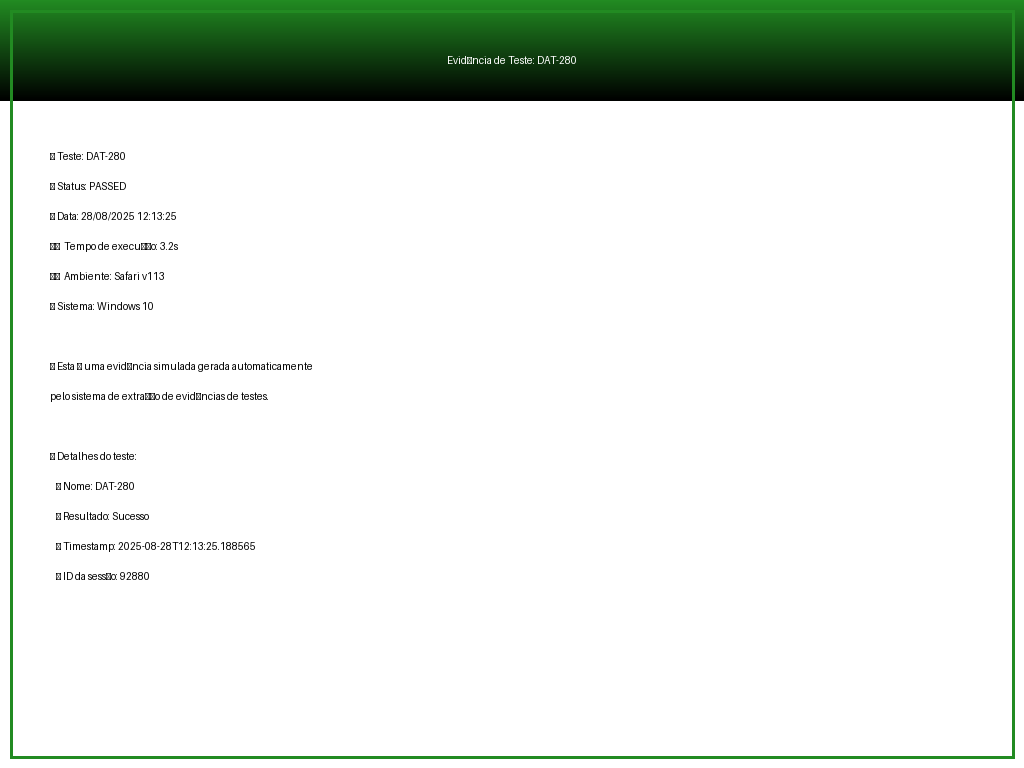 Evid▯ncia de Teste: DAT-280
▯ Teste: DAT-280
▯ Status: PASSED
▯ Data: 28/08/2025 12:13:25
▯▯ Tempo de execu▯▯o: 3.2s
▯▯ Ambiente: Safari v113
▯ Sistema: Windows 10
▯ Esta ▯ uma evid▯ncia simulada gerada automaticamente
pelo sistema de extra▯▯o de evid▯ncias de testes.
▯ Detalhes do teste:
▯ Nome: DAT-280
▯ Resultado: Sucesso
▯ Timestamp: 2025-08-28T12:13:25.188565
▯ ID da sess▯o: 92880